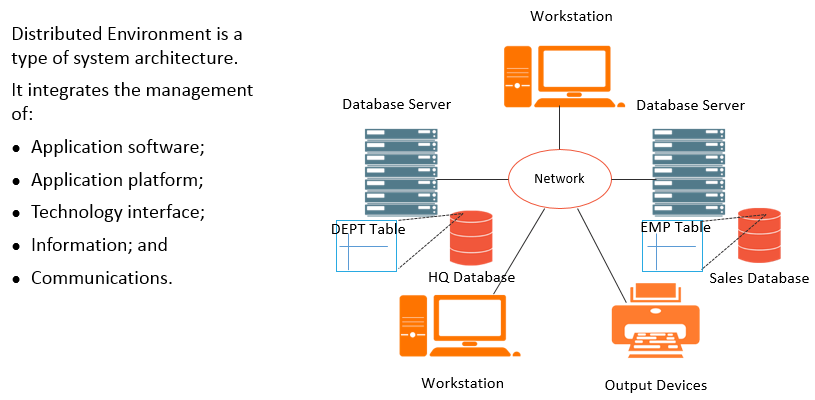 Distributed Environment is a
type of system architecture.
It integrates the management
of:
● Application software;
● Application platform;
● Technology interface;
● Information; and
● Communications.
Workstation
Database Server
Database Server
Network
DEPT Table
EMP Table
HQ Database
Sales Database
Workstation
Output Devices